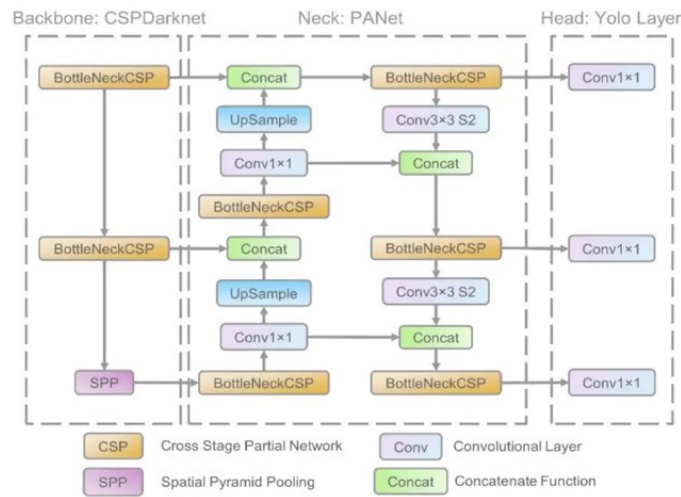 Backbone: CSPDarknet Neck: PANet Head: Yolo Layer
BottleNeckCSP Concat BottleNeckCSP Conv1×1
UpSample Conv3×3 S2
Conv1×1 Concat
BottleNeckCSP
BottleNeckCSP Concat BottleNeckCSP Conv1×1
UpSample Conv3×3 S2
Conv1×1 Concat
SPP BottleNeckCSP BottleNeckCSP Conv1×1
CSP Cross Stage Partial Network Conv Convolutional Layer
SPP Spatial Pyramid Pooling Concat Concatenate Function